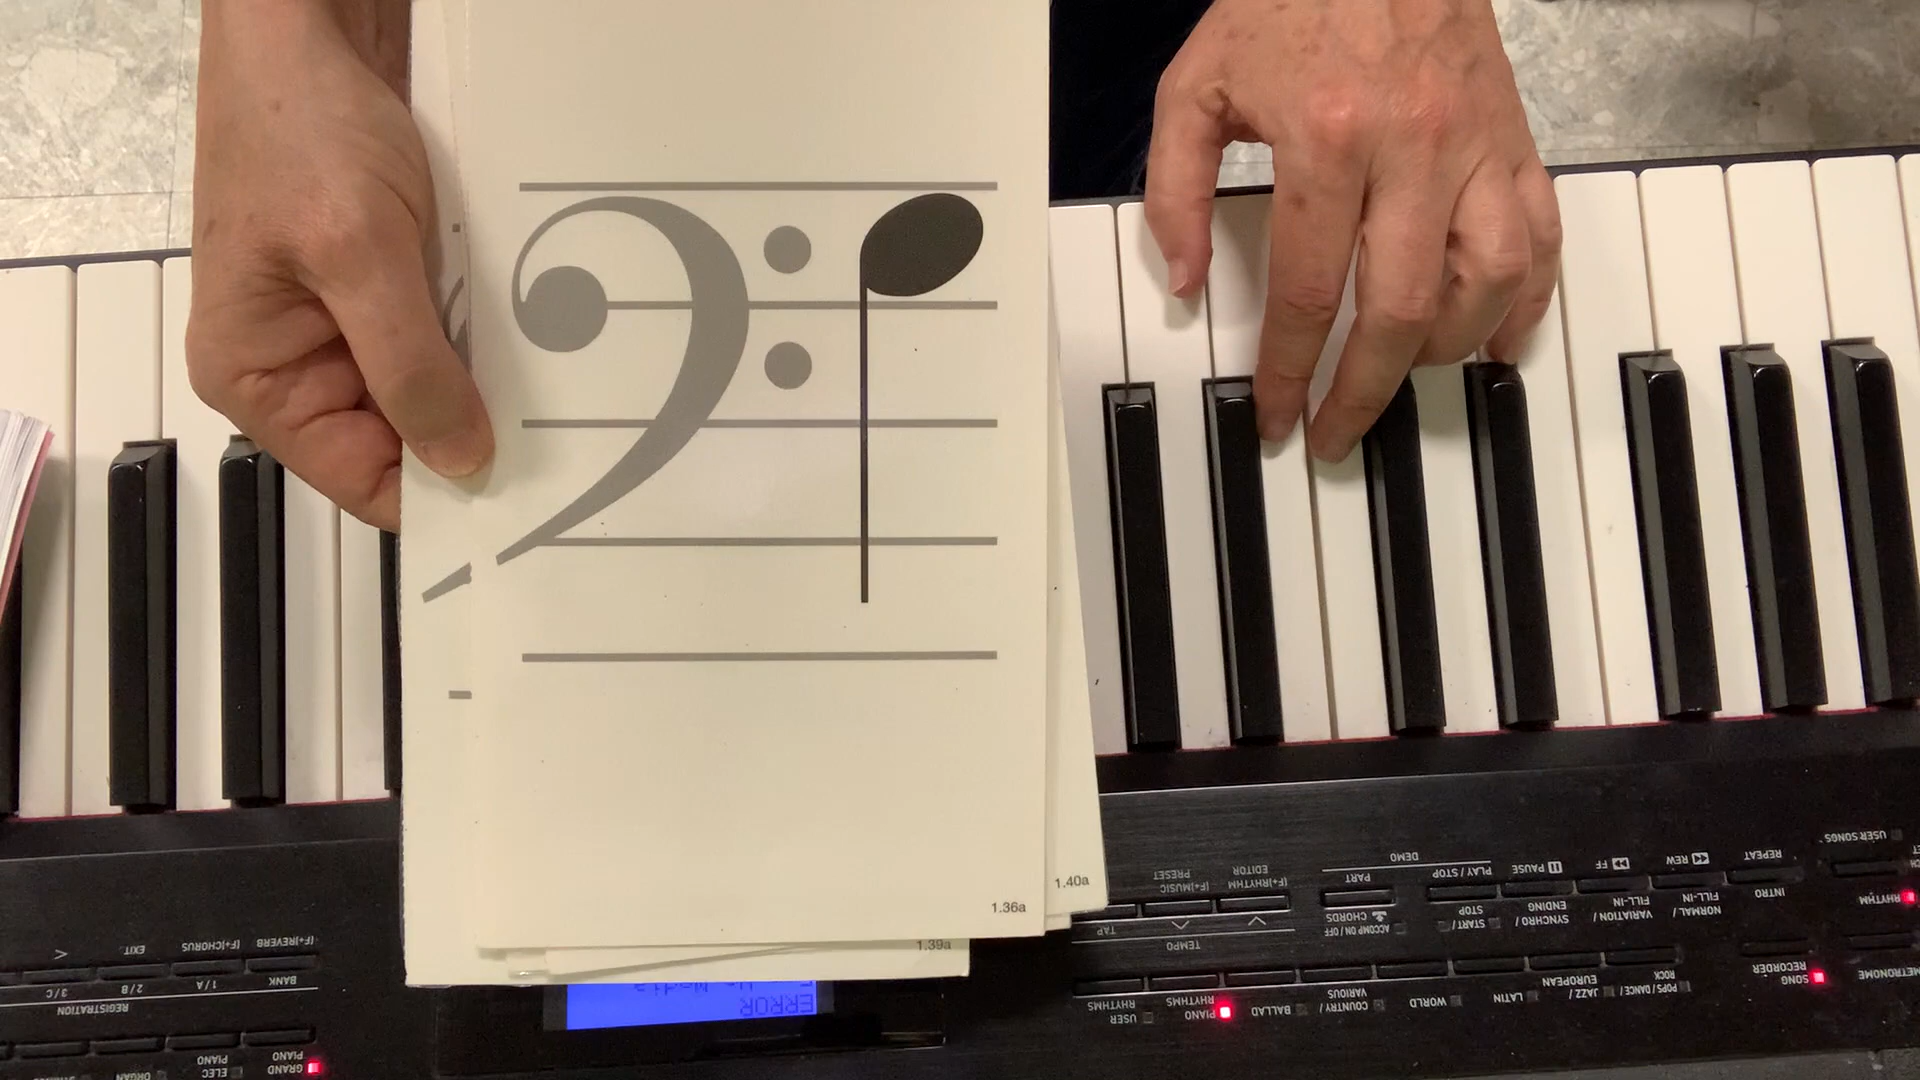 1.36a
1.40a
1.39a
USER SONGS
DEMO
EDITOR
[F+]RHYTHM
PRESET
[F+]MUSIC
PART
PLAY / STOP
PAUSE
FF
REW
REPEAT
CHORDS
ACCOMP ON / OFF
START /
STOP
SYNCHRO /
ENDING
VARIATION /
FILL-IN
NORMAL /
FILL-IN
INTRO
RHYTHM
TAP
TEMPO
[F+]REVERB
[F+]CHORUS
EXIT
BANK
1 / A
2 / B
3 / C
REGISTRATION
ERROR
USER
RHYTHMS
PIANO
RHYTHMS
BALLAD
COUNTRY /
VARIOUS
WORLD
LATIN
JAZZ /
EUROPEAN
POPS / DANCE /
ROCK
SONG
RECORDER
METRONOME
GRAND
PIANO
ELEC
PIANO
ORGAN